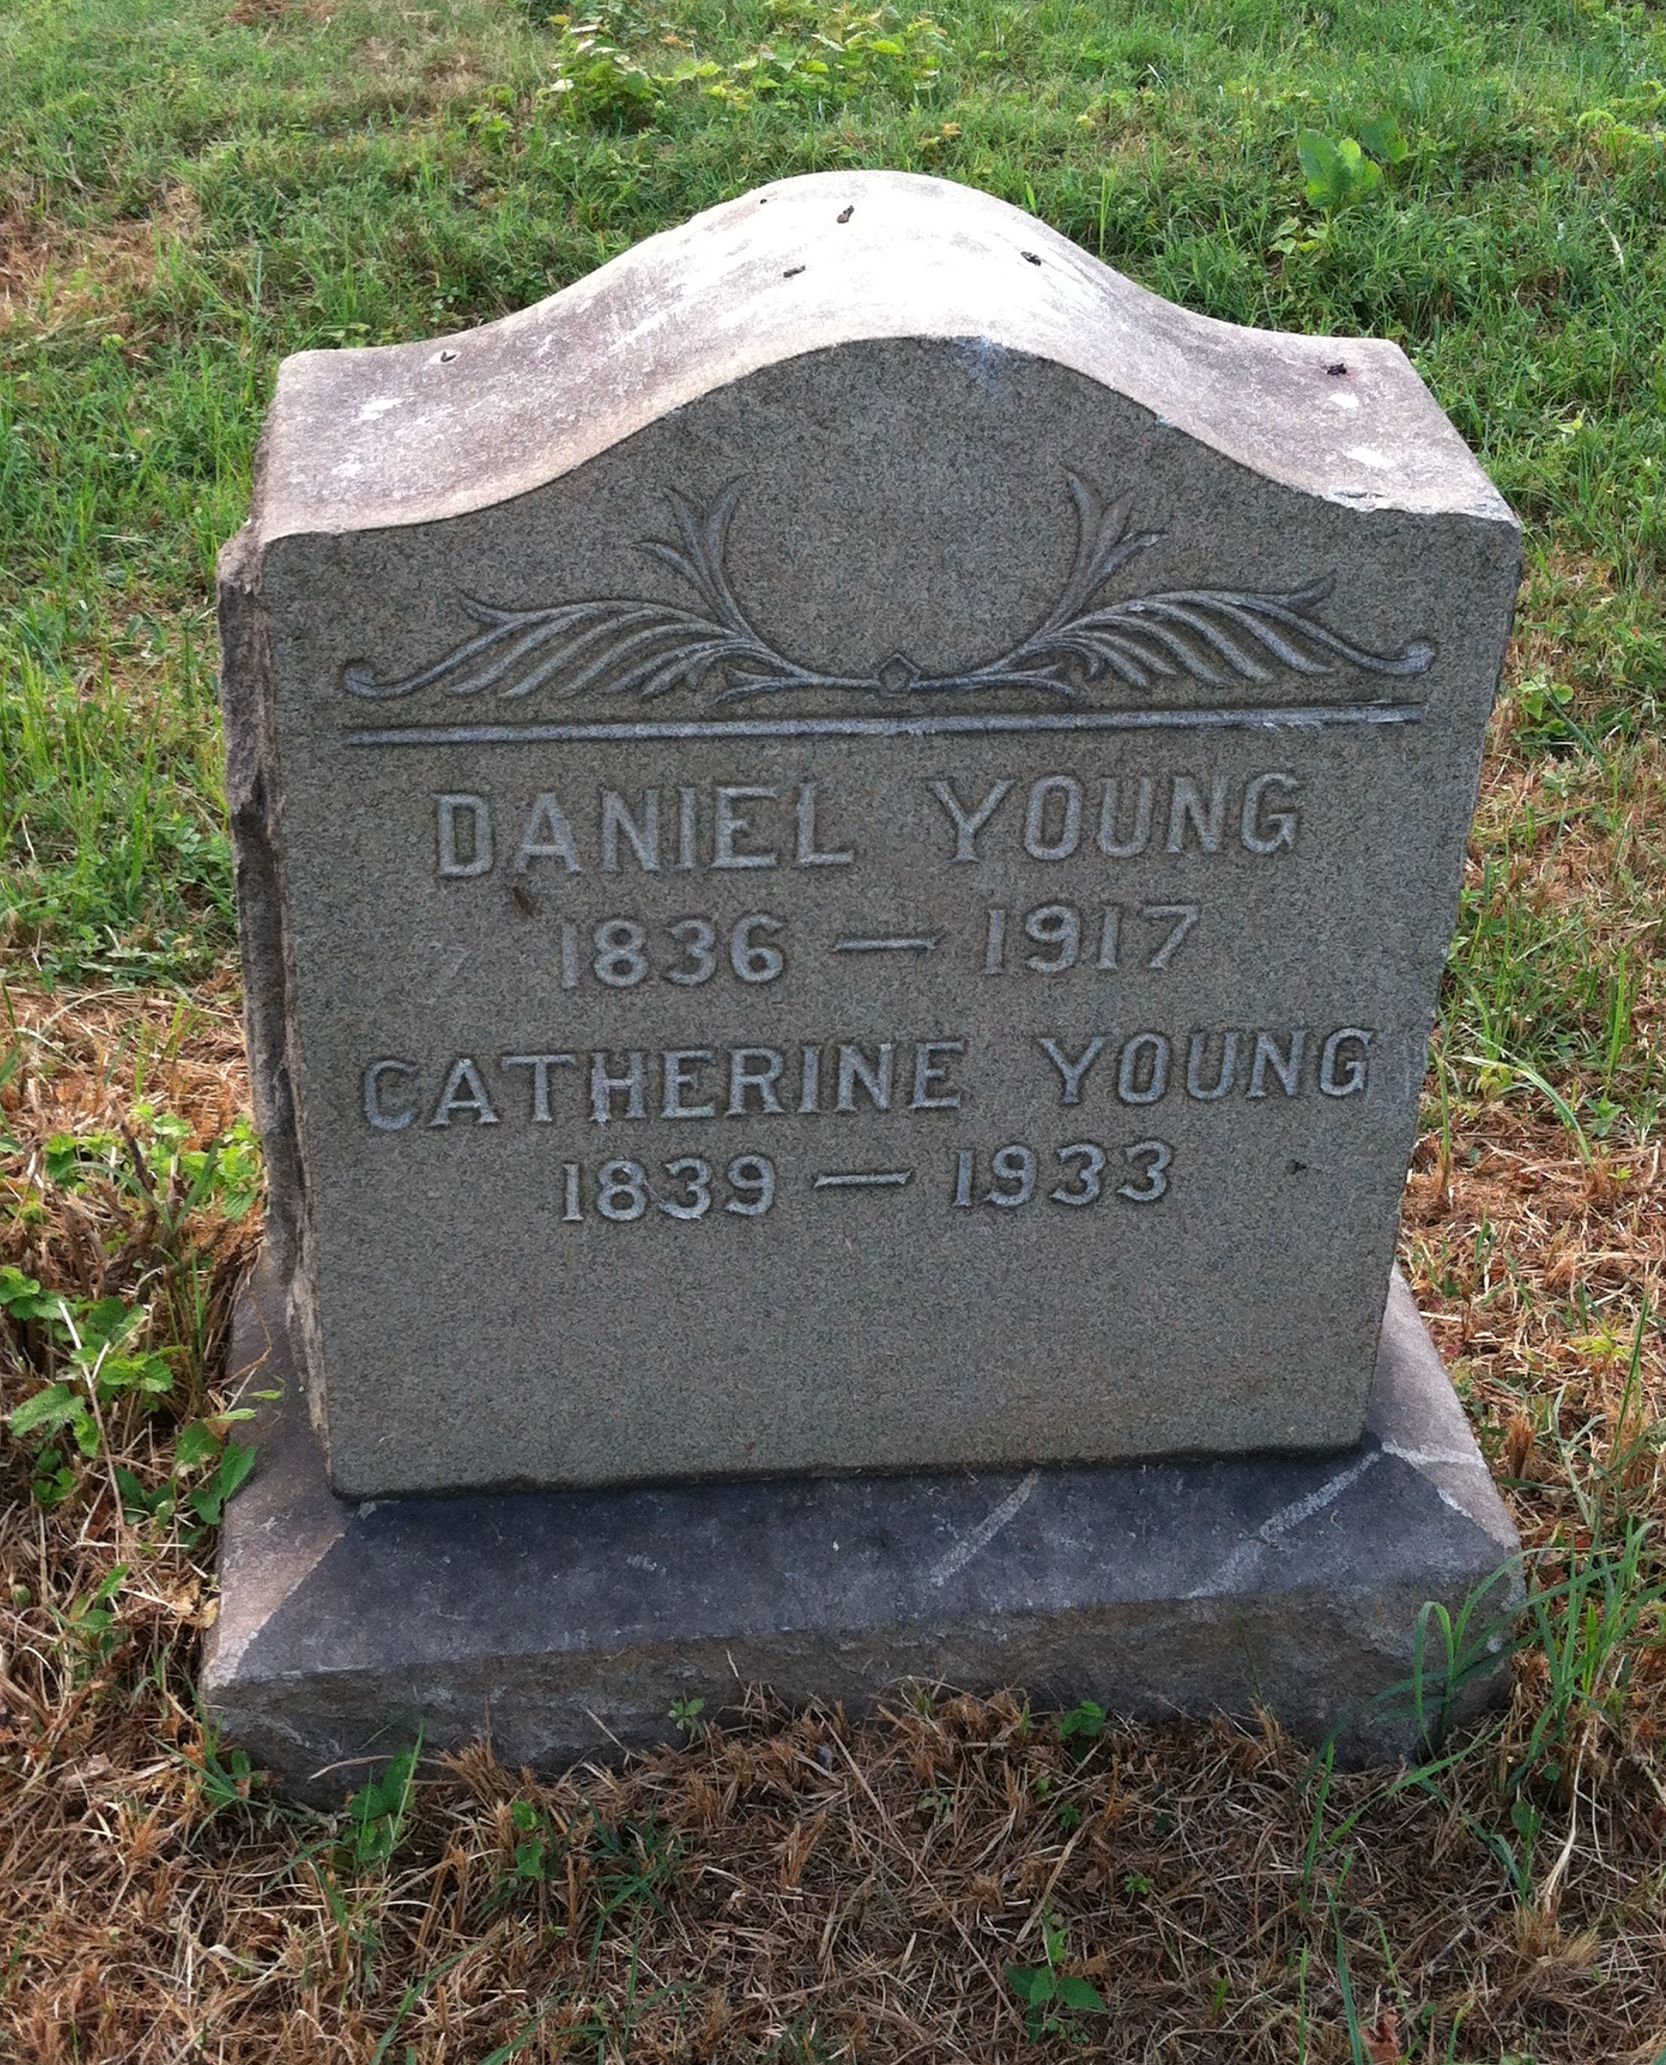 DANIEL YOUNG
1836 — 1917
CATHERINE YOUNG
1839 — 1933